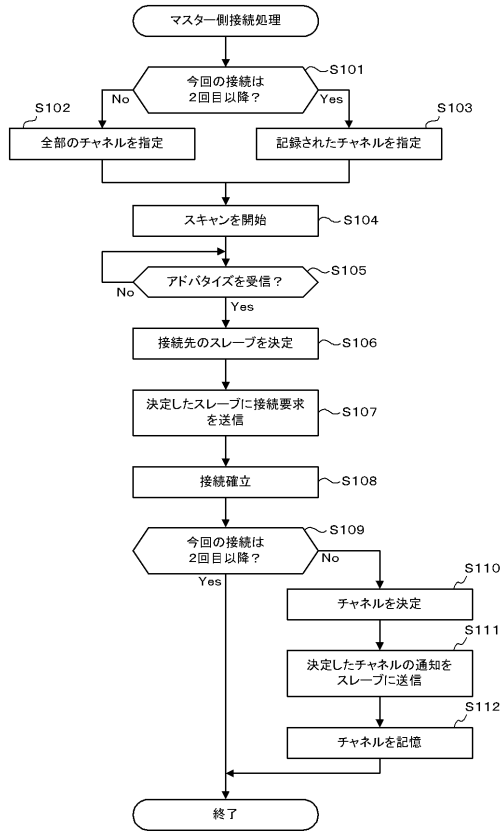 マスター側接続処理
S101
今回の接続は
2回目以降？
No
Yes
S102
全部のチャネルを指定
S103
記録されたチャネルを指定
スキャンを開始
S104
アドバタイズを受信？
S105
No
Yes
接続先のスレーブを決定
S106
決定したスレーブに接続要求
を送信
S107
接続確立
S108
S109
今回の接続は
2回目以降？
No
Yes
S110
チャネルを決定
S111
決定したチャネルの通知を
スレーブに送信
S112
チャネルを記憶
終了